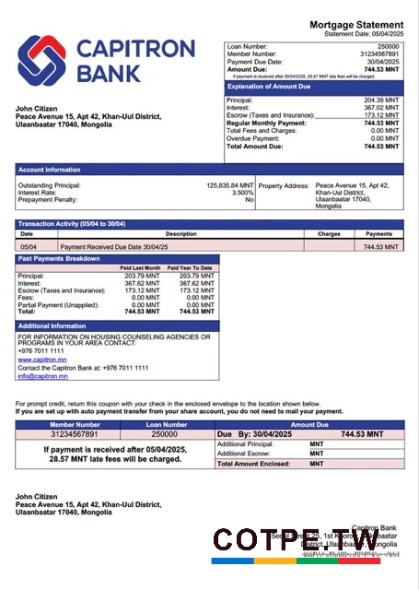 Mortgage Statement
Statement Date: 05/04/2025
CAPITRON
BANK
Loan Number: 250000
Member Number: 31234567891
Payment Due Date: 30/04/2025
Amount Due: 744.53 MNT
If payment is received after 30/04/2025, 28.57 MNT late fees will be charged.
John Citizen
Peace Avenue 15, Apt 42, Khan-Uul District,
Ulaanbaatar 17040, Mongolia
Explanation of Amount Due
Principal: 204.39 MNT
Interest: 367.02 MNT
Escrow (Taxes and Insurance): 173.12 MNT
Regular Monthly Payment: 744.53 MNT
Total Fees and Charges: 0.00 MNT
Overdue Payment: 0.00 MNT
Total Amount Due: 744.53 MNT
Account Information
Outstanding Principal: 125,835.84 MNT
Interest Rate: 3.500%
Prepayment Penalty: No
Property Address: Peace Avenue 15, Apt 42,
Khan-Uul District,
Ulaanbaatar 17040,
Mongolia
Transaction Activity (05/04 to 30/04)
Date Description Charges Payments
05/04 Payment Received Due Date 30/04/25 744.53 MNT
Past Payments Breakdown
Paid Last Month Paid Year To Date
Principal: 203.79 MNT 203.79 MNT
Interest: 367.62 MNT 367.62 MNT
Escrow (Taxes and Insurance): 173.12 MNT 173.12 MNT
Fees: 0.00 MNT 0.00 MNT
Partial Payment (Unapplied): 0.00 MNT 0.00 MNT
Total: 744.53 MNT 744.53 MNT
Additional Information
FOR INFORMATION ON HOUSING COUNSELING AGENCIES OR
PROGRAMS IN YOUR AREA CONTACT:
+976 7011 1111
www.capitron.mn
Contact the Capitron Bank at: +976 7011 1111
info@capitron.mn
For prompt credit, return this coupon with your check in the enclosed envelope to the location shown below.
If you are set up with auto payment transfer from your share account, you do not need to mail your payment.
Member Number Loan Number Amount Due
31234567891 250000 Due By: 30/04/2025 744.53 MNT
If payment is received after 05/04/2025,
28.57 MNT late fees will be charged.
Additional Principal: MNT
Additional Escrow: MNT
Total Amount Enclosed: MNT
John Citizen
Peace Avenue 15, Apt 42, Khan-Uul District,
Ulaanbaatar 17040, Mongolia
Capitron Bank
COTPE.TW